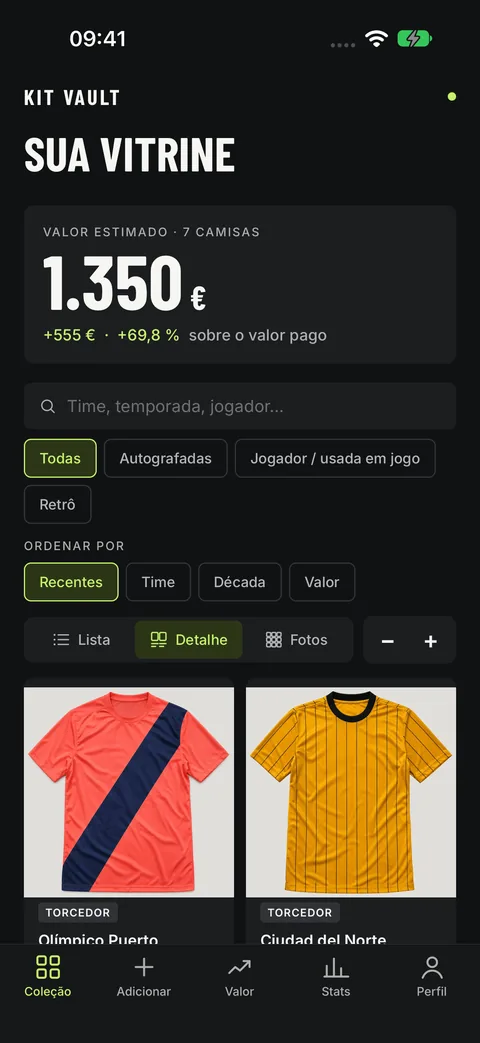 09:41
KIT VAULT
SUA VITRINE
VALOR ESTIMADO · 7 CAMISAS
1.350 €
+555 € · +69,8 % sobre o valor pago
Time, temporada, jogador...
Todas Autografadas Jogador / usada em jogo
Retrô
ORDENAR POR
Recentes Time Década Valor
Lista Detalhe Fotos − +
TORCEDOR TORCEDOR
Olímpico Puerto Ciudad del Norte
Coleção Adicionar Valor Stats Perfil